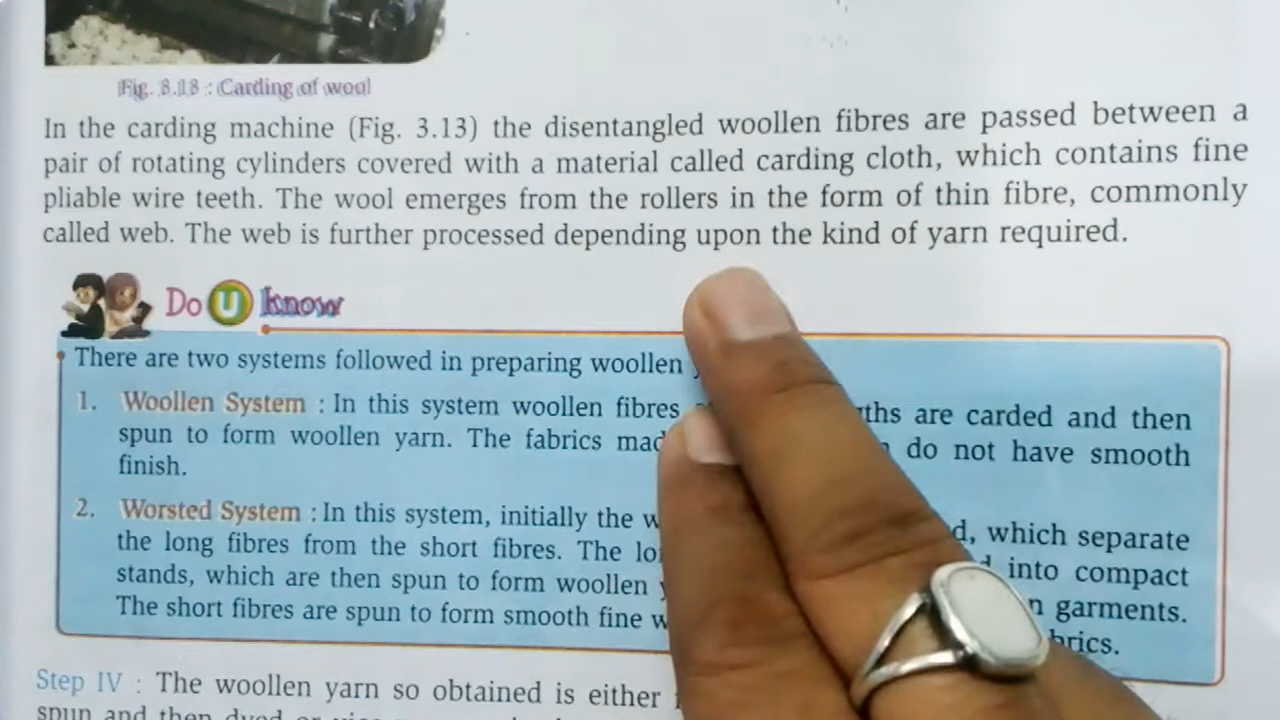 Fig. 3.13 : Carding of wool
In the carding machine (Fig. 3.13) the disentangled woollen fibres are passed between a
pair of rotating cylinders covered with a material called carding cloth, which contains fine
pliable wire teeth. The wool emerges from the rollers in the form of thin fibre, commonly
called web. The web is further processed depending upon the kind of yarn required.
Do U know
There are two systems followed in preparing woollen
1. Woollen System : In this system woollen fibres are carded and then
spun to form woollen yarn. The fabrics do not have smooth
finish.
2. Worsted System : In this system, initially the which separate
the long fibres from the short fibres. The into compact
stands, which are then spun to form woollen garments.
The short fibres are spun to form smooth fine
Step IV : The woollen yarn so obtained is either
spun and then dyed or